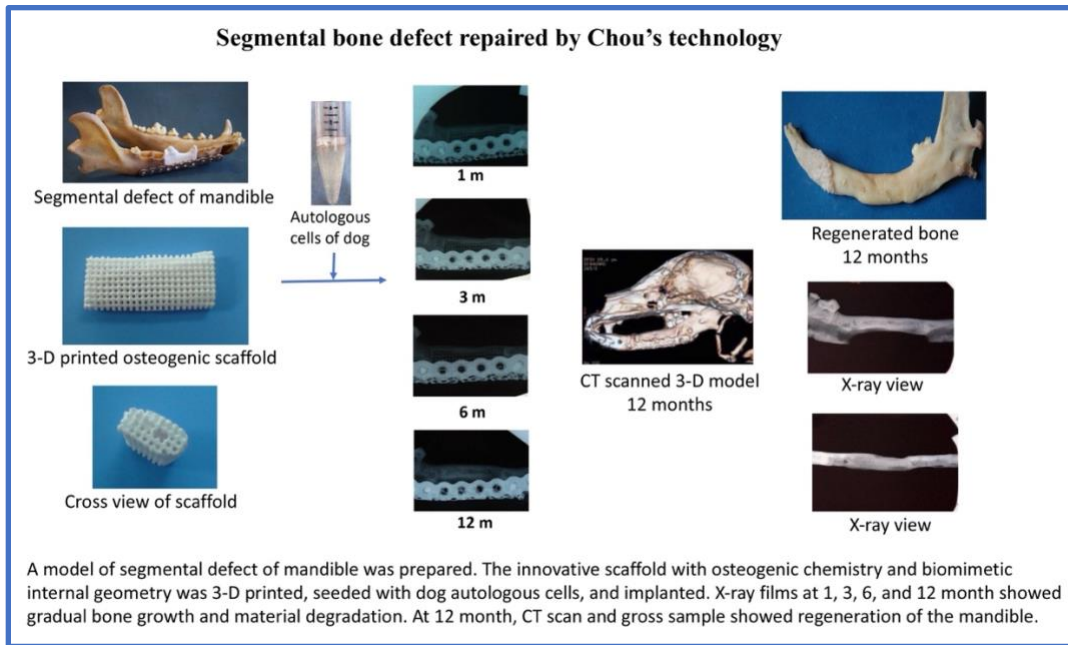 Segmental bone defect repaired by Chou's technology
Segmental defect of mandible
Autologous
cells of dog
3-D printed osteogenic scaffold
Cross view of scaffold
1 m
3 m
6 m
12 m
CT scanned 3-D model
12 months
Regenerated bone
12 months
X-ray view
X-ray view
A model of segmental defect of mandible was prepared. The innovative scaffold with osteogenic chemistry and biomimetic
internal geometry was 3-D printed, seeded with dog autologous cells, and implanted. X-ray films at 1, 3, 6, and 12 month showed
gradual bone growth and material degradation. At 12 month, CT scan and gross sample showed regeneration of the mandible.